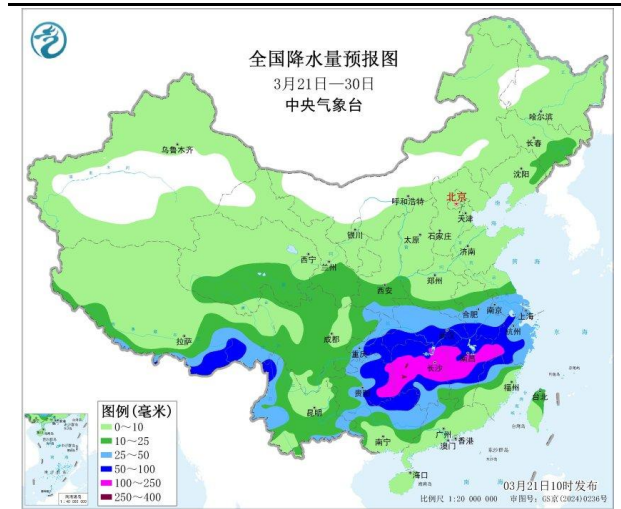 全国降水量预报图
3月21日—30日
中央气象台
哈尔滨
长春
乌鲁木齐
沈阳
呼和浩特
北京
天津
银川
太原
石家庄
济南
西宁
兰州
西安
郑州
渤
海
黄 海
合肥
南京
上海
杭州
拉萨
成都
重庆
长沙
东 海
贵
福州
台北
昆明
南宁
广州
香港
澳门
海口
南 海
图例(毫米)
0～10
10～25
25～50
50～100
100～250
250～400
03月21日10时发布
比例尺 1:20 000 000 审图号: GS京(2024)0236号